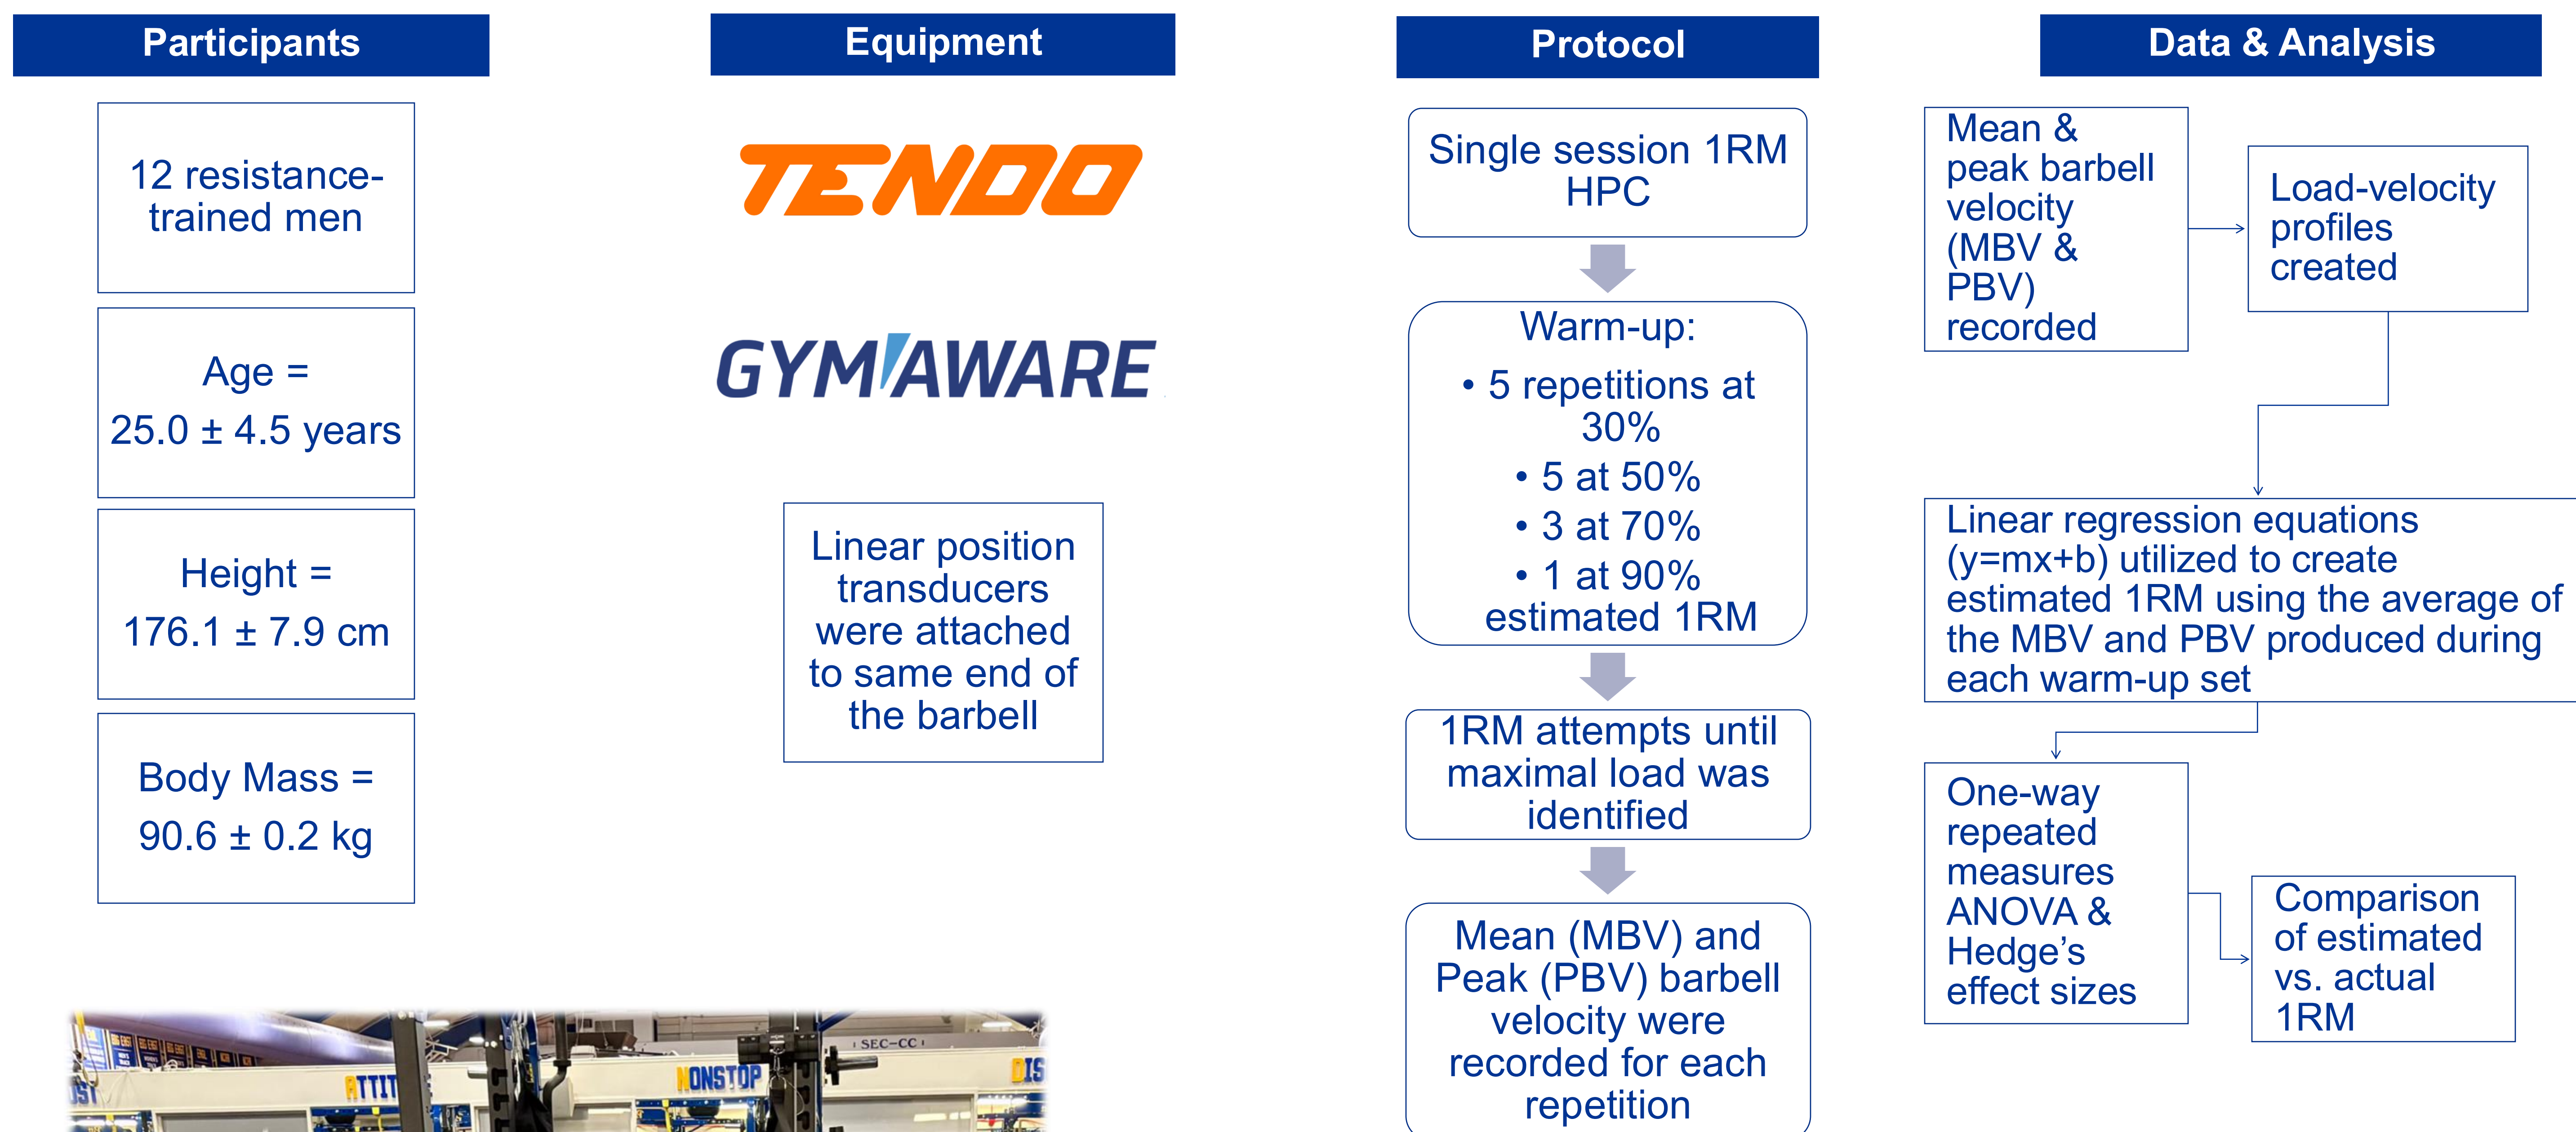 Participants
12 resistance-
trained men
Age =
25.0 ± 4.5 years
Height =
176.1 ± 7.9 cm
Body Mass =
90.6 ± 0.2 kg
Equipment
TENDO
GYMAWARE
Linear position
transducers
were attached
to same end of
the barbell
Protocol
Single session 1RM
HPC
Warm-up:
• 5 repetitions at
30%
• 5 at 50%
• 3 at 70%
• 1 at 90%
estimated 1RM
1RM attempts until
maximal load was
identified
Mean (MBV) and
Peak (PBV) barbell
velocity were
recorded for each
repetition
Data & Analysis
Mean &
peak barbell
velocity
(MBV &
PBV)
recorded
Load-velocity
profiles
created
Linear regression equations
(y=mx+b) utilized to create
estimated 1RM using the average of
the MBV and PBV produced during
each warm-up set
One-way
repeated
measures
ANOVA &
Hedge's
effect sizes
Comparison
of estimated
vs. actual
1RM
SEC-CC
ATTIT
NONSTOP
DIS